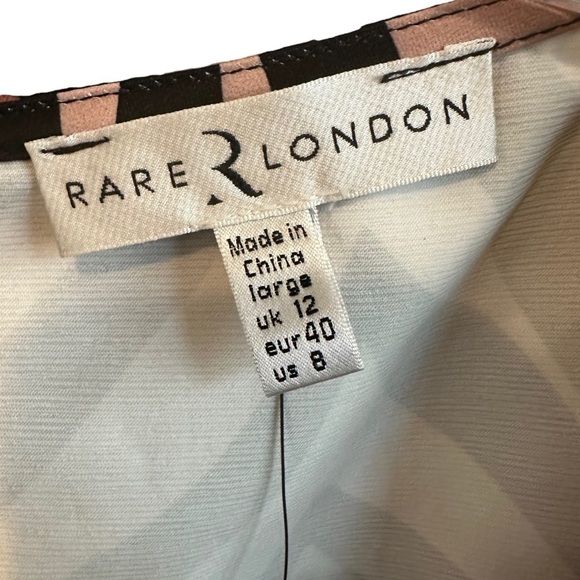 RARE R LONDON
Made in
China
large
uk 12
eur 40
us 8